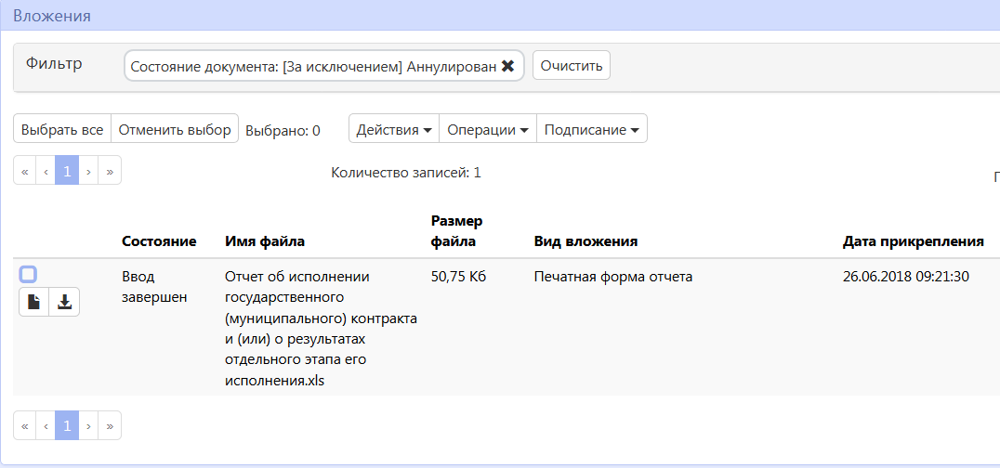 Вложения
Фильтр
Состояние документа: [За исключением] Аннулирован ✖
Очистить
Выбрать все
Отменить выбор
Выбрано: 0
Действия
Операции
Подписание
« ‹ 1 › »
Количество записей: 1
Состояние
Имя файла
Размер
файла
Вид вложения
Дата прикрепления
Ввод
завершен
Отчет об исполнении
государственного
(муниципального) контракта
и (или) о результатах
отдельного этапа его
исполнения.xls
50,75 Кб
Печатная форма отчета
26.06.2018 09:21:30
« ‹ 1 › »